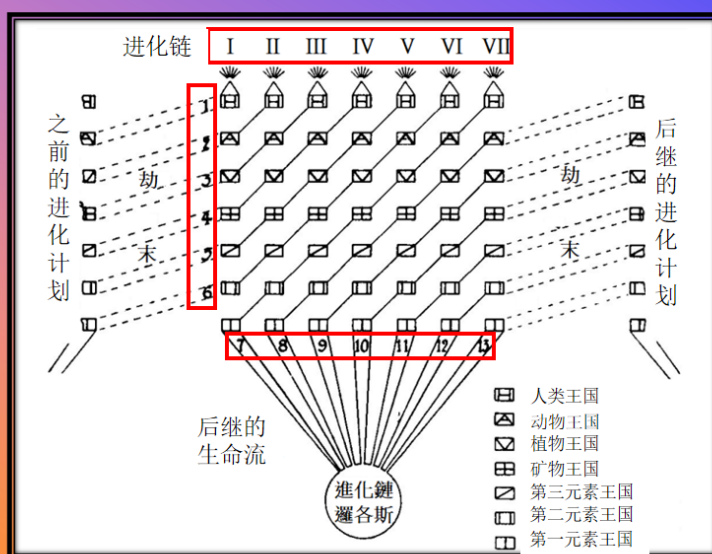 进化链 I II III IV V VI VII
之前的进化计划
劫
末
1
2
3
4
5
6
劫
末
后继的进化计划
7 8 9 10 11 12 13
后继的
生命流
進化鏈
邏各斯
人类王国
动物王国
植物王国
矿物王国
第三元素王国
第二元素王国
第一元素王国